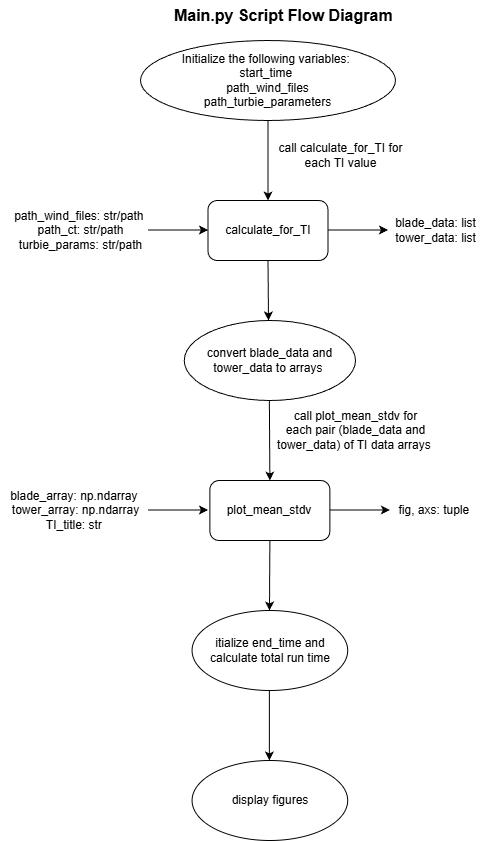 Main.py Script Flow Diagram
Initialize the following variables:
start_time
path_wind_files
path_turbie_parameters
call calculate_for_TI for
each TI value
path_wind_files: str/path
path_ct: str/path
turbie_params: str/path
calculate_for_TI
blade_data: list
tower_data: list
convert blade_data and
tower_data to arrays
call plot_mean_stdv for
each pair (blade_data and
tower_data) of TI data arrays
blade_array: np.ndarray
tower_array: np.ndarray
TI_title: str
plot_mean_stdv
fig, axs: tuple
itialize end_time and
calculate total run time
display figures